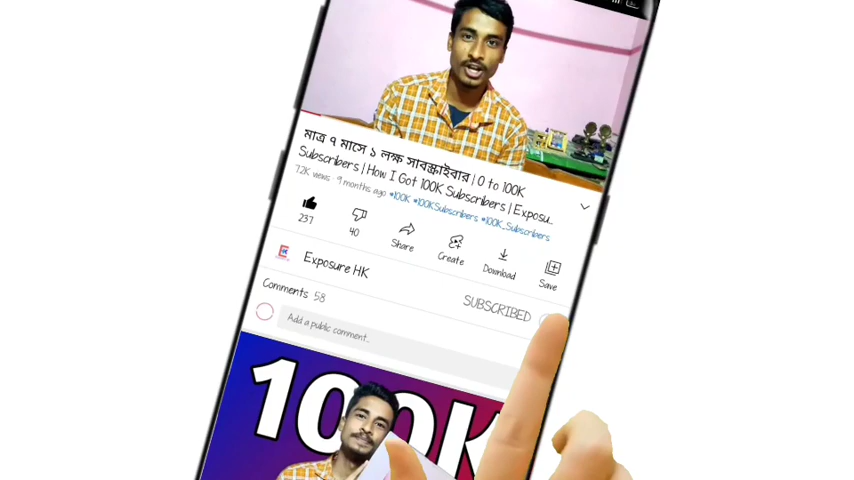 মাত্র ৭ মাসে ১ লক্ষ সাবস্ক্রাইবার | 0 to 100K
Subscribers | How I Got 100K Subscribers | Exposu...
7.2K views · 9 months ago #100K #100KSubscribers #100K_Subscribers
237
40
Share
Create
Download
Save
Exposure HK
SUBSCRIBED
Comments 58
Add a public comment...
100K